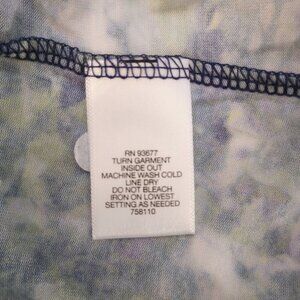 RN 93677
TURN GARMENT
INSIDE OUT
MACHINE WASH COLD
LINE DRY
DO NOT BLEACH
IRON ON LOWEST
SETTING AS NEEDED
758110